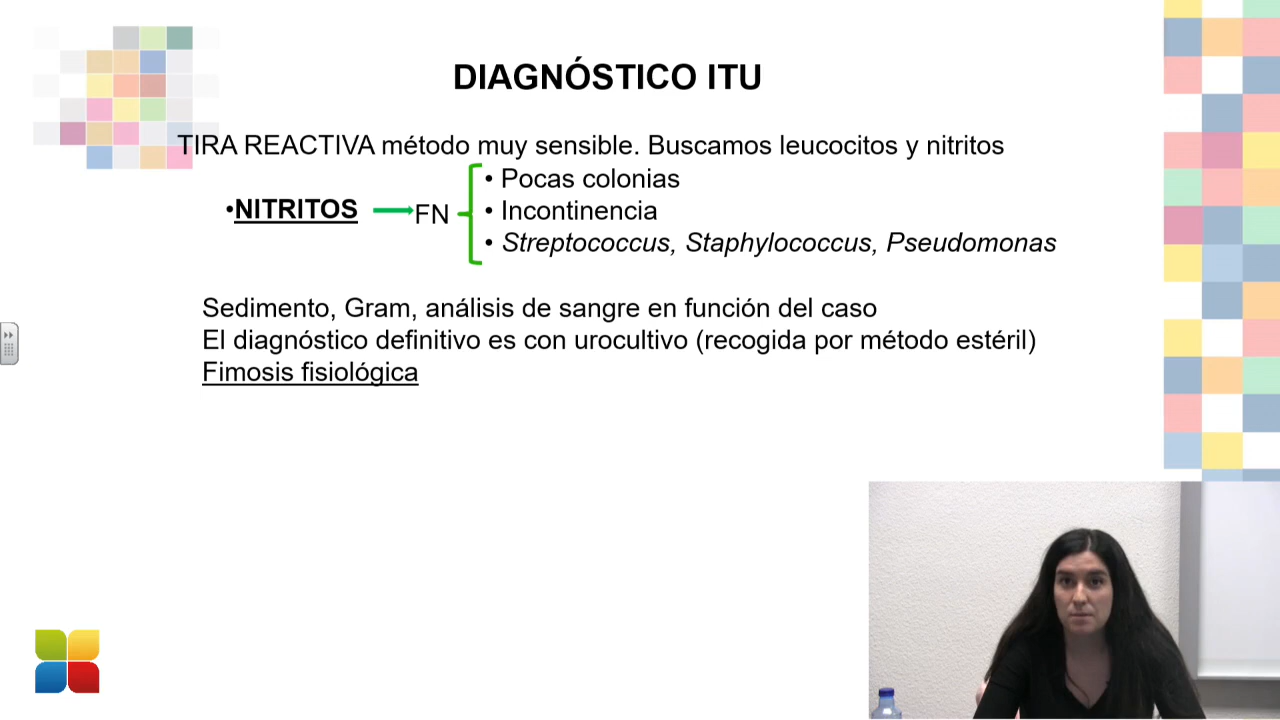 DIAGNÓSTICO ITU
TIRA REACTIVA método muy sensible. Buscamos leucocitos y nitritos
•NITRITOS
FN
• Pocas colonias
• Incontinencia
• Streptococcus, Staphylococcus, Pseudomonas
Sedimento, Gram, análisis de sangre en función del caso
El diagnóstico definitivo es con urocultivo (recogida por método estéril)
Fimosis fisiológica